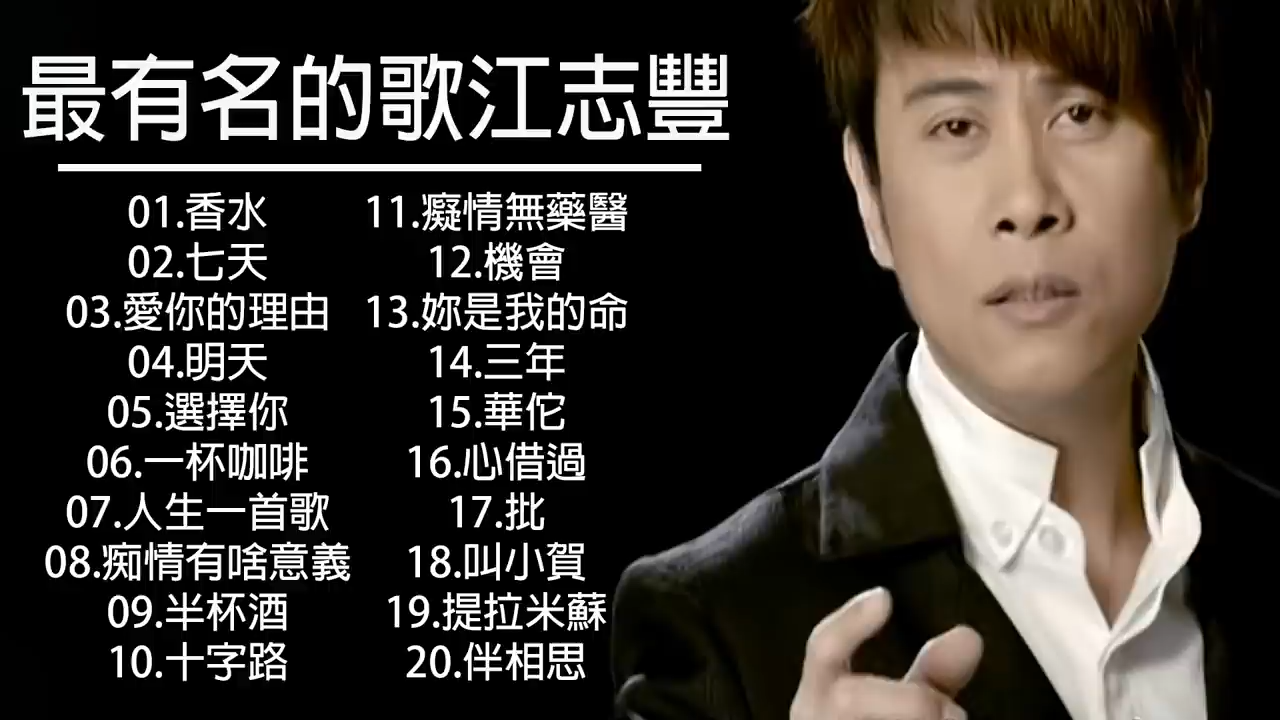 最有名的歌江志豐
01.香水
02.七天
03.愛你的理由
04.明天
05.選擇你
06.一杯咖啡
07.人生一首歌
08.痴情有啥意義
09.半杯酒
10.十字路
11.癡情無藥醫
12.機會
13.妳是我的命
14.三年
15.華佗
16.心借過
17.批
18.叫小賀
19.提拉米蘇
20.伴相思